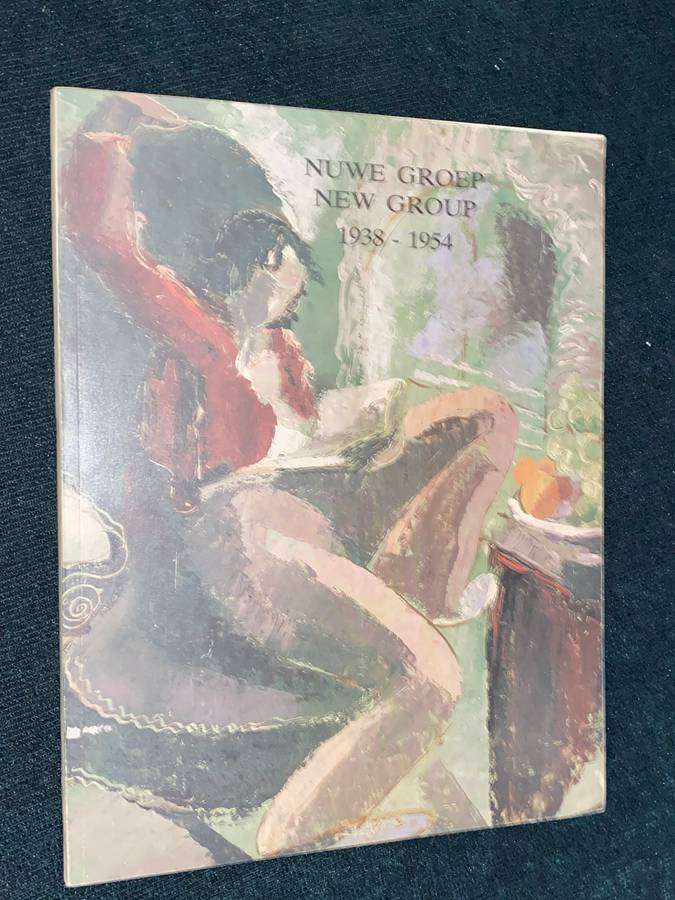 NUWE GROEP
NEW GROUP
1938 - 1954